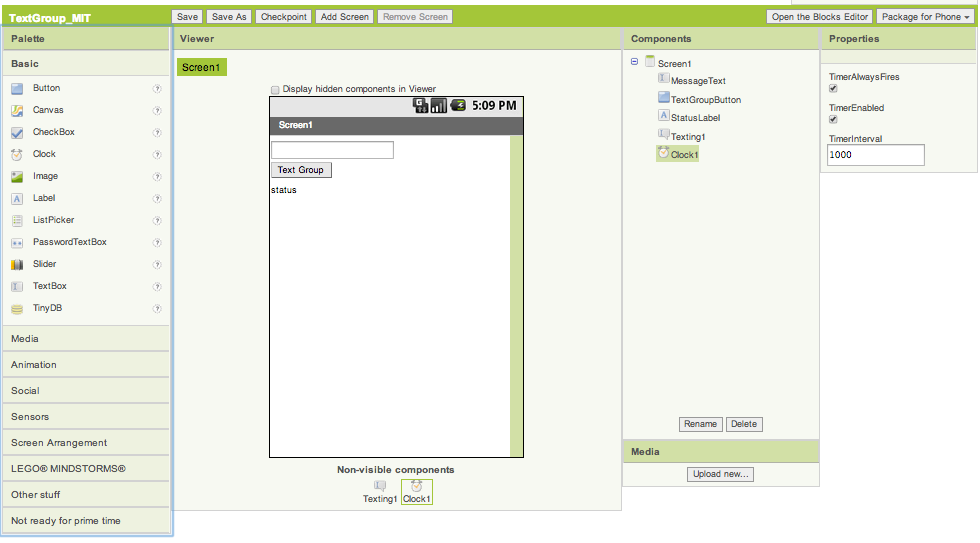 TextGroup_MIT
Save Save As Checkpoint Add Screen Remove Screen Open the Blocks Editor Package for Phone
Palette
Basic
Button ?
Canvas ?
CheckBox ?
Clock ?
Image ?
Label ?
ListPicker ?
PasswordTextBox ?
Slider ?
TextBox ?
TinyDB ?
Media
Animation
Social
Sensors
Screen Arrangement
LEGO® MINDSTORMS®
Other stuff
Not ready for prime time
Viewer
Screen1
Display hidden components in Viewer
5:09 PM
Screen1
Text Group
status
Non-visible components
Texting1 Clock1
Components
Screen1
MessageText
TextGroupButton
A StatusLabel
Texting1
Clock1
Rename Delete
Media
Upload new...
Properties
TimerAlwaysFires
TimerEnabled
TimerInterval
1000